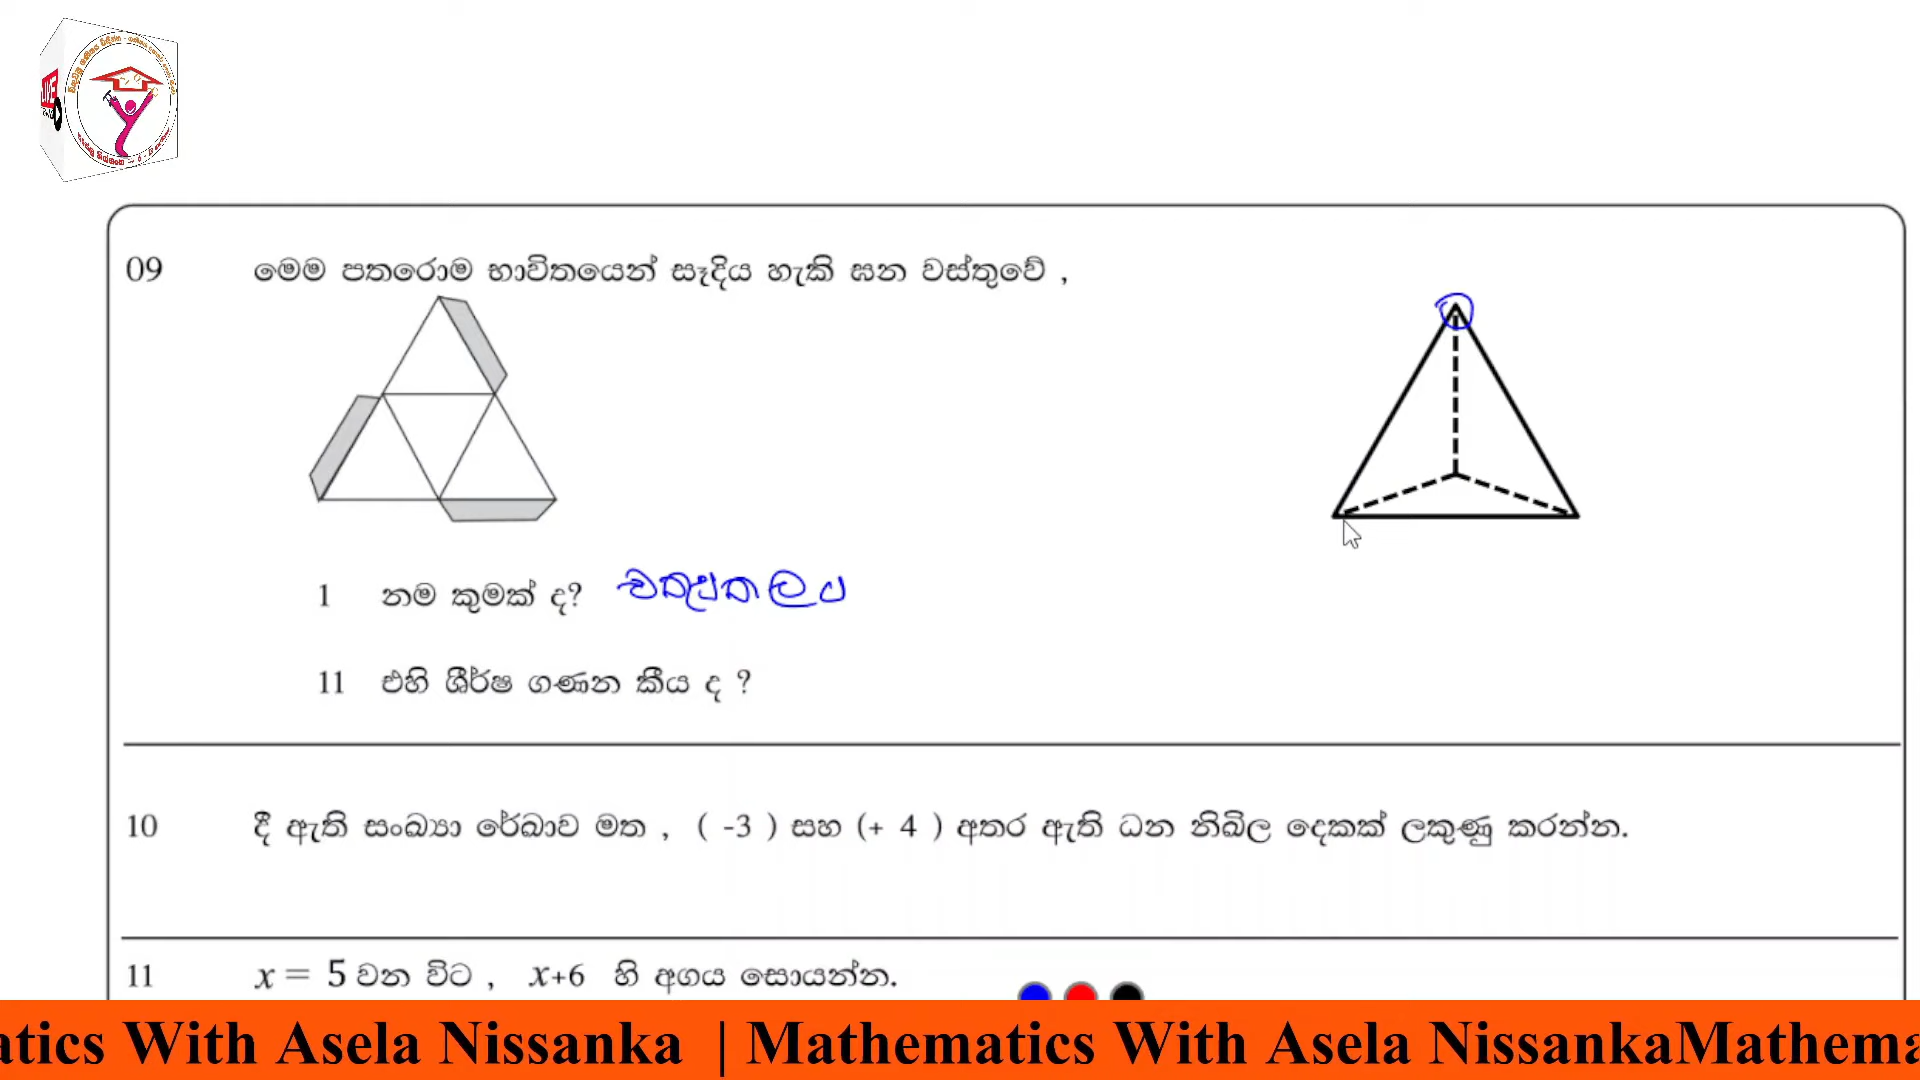 09 මෙම පතරොම භාවිතයෙන් සෑදිය හැකි ඝන වස්තුවේ ,
1 නම කුමක් ද? චතුස්තලය
11 එහි ශීර්ෂ ගණන කීය ද ?
10 දී ඇති සංඛ්‍යා රේඛාව මත , ( -3 ) සහ (+ 4 ) අතර ඇති ධන නිඛිල දෙකක් ලකුණු කරන්න.
11 x = 5 වන විට , x+6 හි අගය සොයන්න.
atics With Asela Nissanka | Mathematics With Asela NissankaMathema